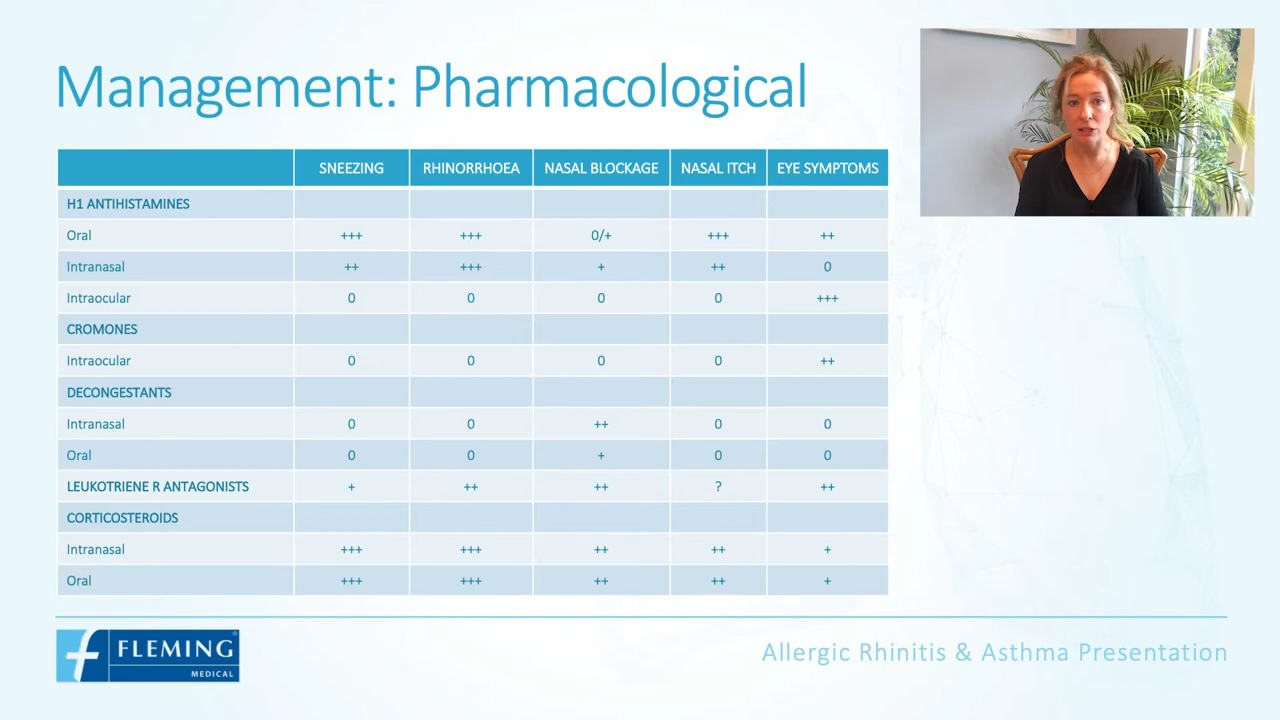 Management: Pharmacological
SNEEZING RHINORRHOEA NASAL BLOCKAGE NASAL ITCH EYE SYMPTOMS
H1 ANTIHISTAMINES
Oral +++ +++ 0/+ +++ ++
Intranasal ++ +++ + ++ 0
Intraocular 0 0 0 0 +++
CROMONES
Intraocular 0 0 0 0 ++
DECONGESTANTS
Intranasal 0 0 ++ 0 0
Oral 0 0 + 0 0
LEUKOTRIENE R ANTAGONISTS + ++ ++ ? ++
CORTICOSTEROIDS
Intranasal +++ +++ ++ ++ +
Oral +++ +++ ++ ++ +
FLEMING®
MEDICAL
Allergic Rhinitis & Asthma Presentation